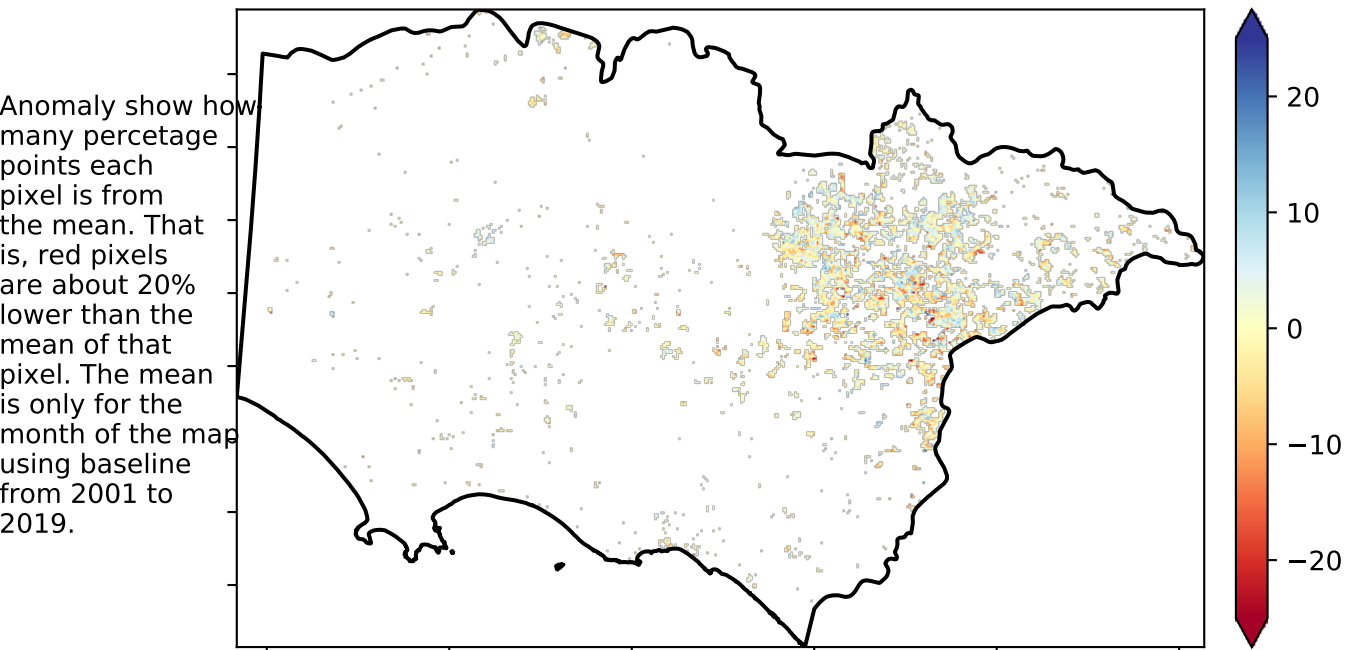 Anomaly show how
many percetage
points each
pixel is from
the mean. That
is, red pixels
are about 20%
lower than the
mean of that
pixel. The mean
is only for the
month of the map
using baseline
from 2001 to
2019.
20
10
0
−10
−20